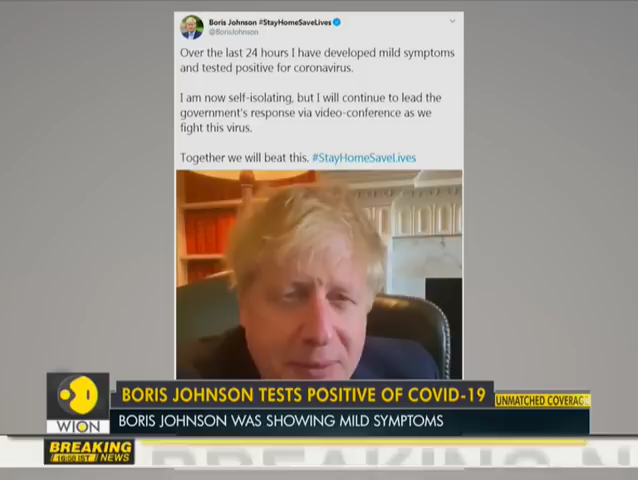 Boris Johnson #StayHomeSaveLives
@BorisJohnson
Over the last 24 hours I have developed mild symptoms
and tested positive for coronavirus.
I am now self-isolating, but I will continue to lead the
government's response via video-conference as we
fight this virus.
Together we will beat this. #StayHomeSaveLives
BORIS JOHNSON TESTS POSITIVE OF COVID-19
UNMATCHED COVERAGE
WION
BORIS JOHNSON WAS SHOWING MILD SYMPTOMS
BREAKING
IST NEWS